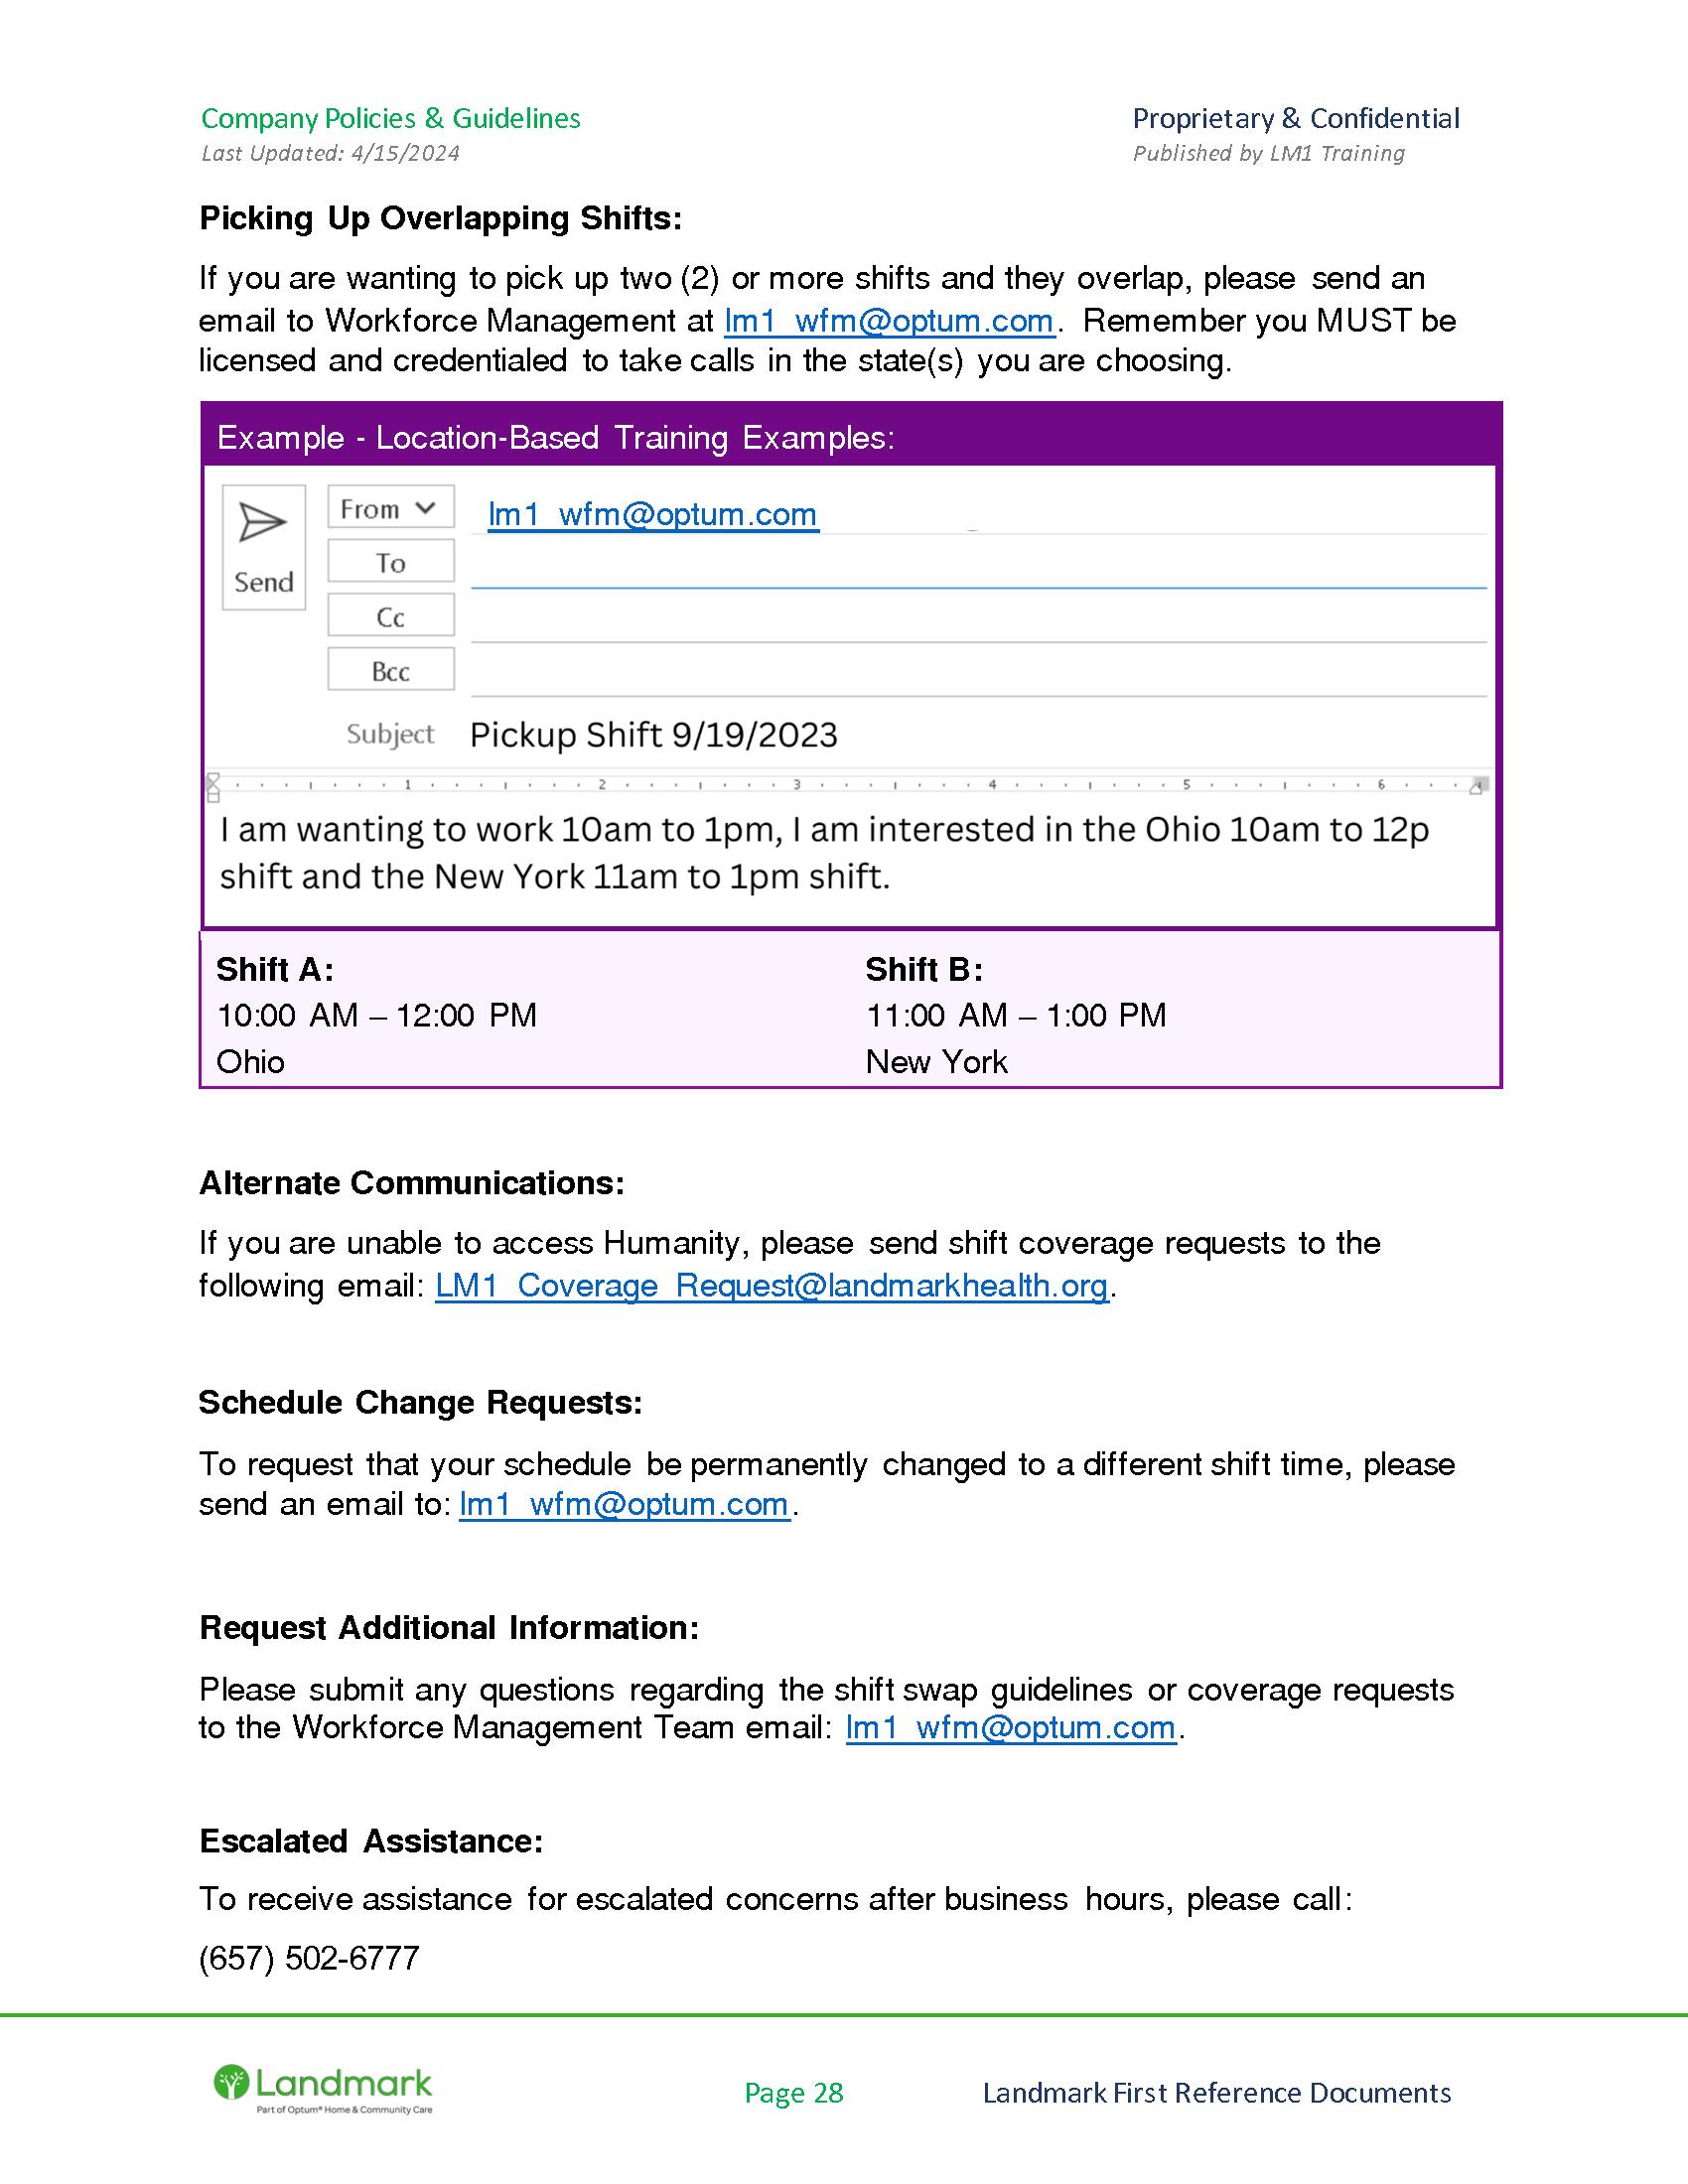 Company Policies & Guidelines
Proprietary & Confidential
Last Updated: 4/15/2024
Published by LM1 Training
Picking Up Overlapping Shifts:
If you are wanting to pick up two (2) or more shifts and they overlap, please send an
email to Workforce Management at lm1_wfm@optum.com. Remember you MUST be
licensed and credentialed to take calls in the state(s) you are choosing.
Example - Location-Based Training Examples:
Send
From
lm1_wfm@optum.com
To
Cc
Bcc
Subject Pickup Shift 9/19/2023
1 2 3 4 5 6
I am wanting to work 10am to 1pm, I am interested in the Ohio 10am to 12p
shift and the New York 11am to 1pm shift.
Shift A:
10:00 AM – 12:00 PM
Ohio
Shift B:
11:00 AM – 1:00 PM
New York
Alternate Communications:
If you are unable to access Humanity, please send shift coverage requests to the
following email: LM1_Coverage_Request@landmarkhealth.org.
Schedule Change Requests:
To request that your schedule be permanently changed to a different shift time, please
send an email to: lm1_wfm@optum.com.
Request Additional Information:
Please submit any questions regarding the shift swap guidelines or coverage requests
to the Workforce Management Team email: lm1_wfm@optum.com.
Escalated Assistance:
To receive assistance for escalated concerns after business hours, please call:
(657) 502-6777
Landmark
Part of Optum® Home & Community Care
Page 28
Landmark First Reference Documents